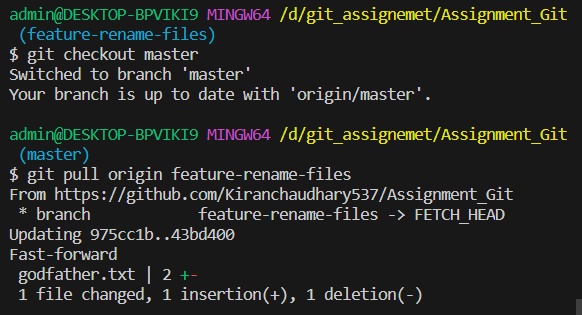 admin@DESKTOP-BPVIKI9 MINGW64 /d/git_assignemet/Assignment_Git
(feature-rename-files)
$ git checkout master
Switched to branch 'master'
Your branch is up to date with 'origin/master'.
admin@DESKTOP-BPVIKI9 MINGW64 /d/git_assignemet/Assignment_Git
(master)
$ git pull origin feature-rename-files
From https://github.com/Kiranchaudhary537/Assignment_Git
* branch            feature-rename-files -> FETCH_HEAD
Updating 975cc1b..43bd400
Fast-forward
godfather.txt | 2 +-
1 file changed, 1 insertion(+), 1 deletion(-)